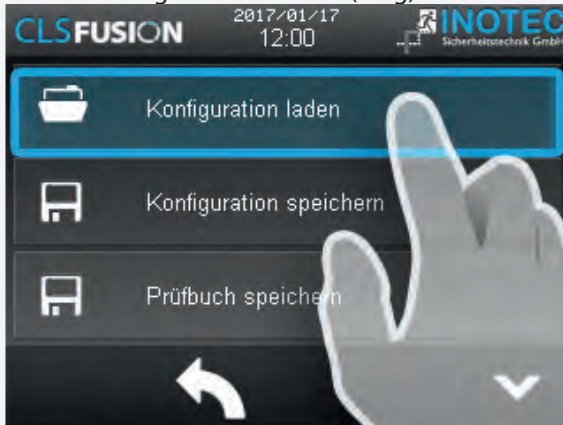 CLSFUSION
2017/01/17
12:00
INOTEC
Sicherheitstechnik GmbH
Konfiguration laden
Konfiguration speichern
Prüfbuch speichern